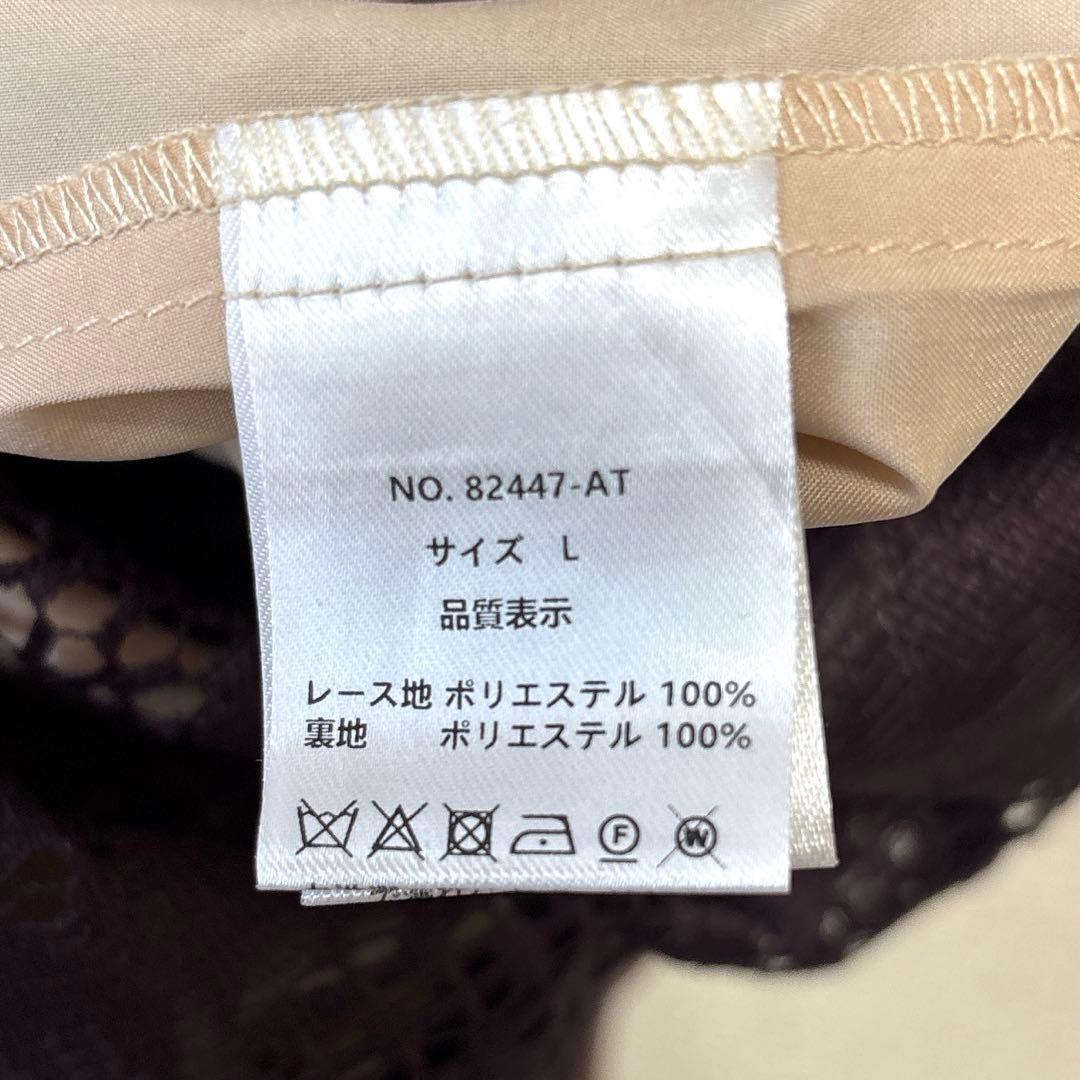 NO. 82447-AT
サイズ L
品質表示
レース地 ポリエステル 100%
裏地 ポリエステル 100%
F W